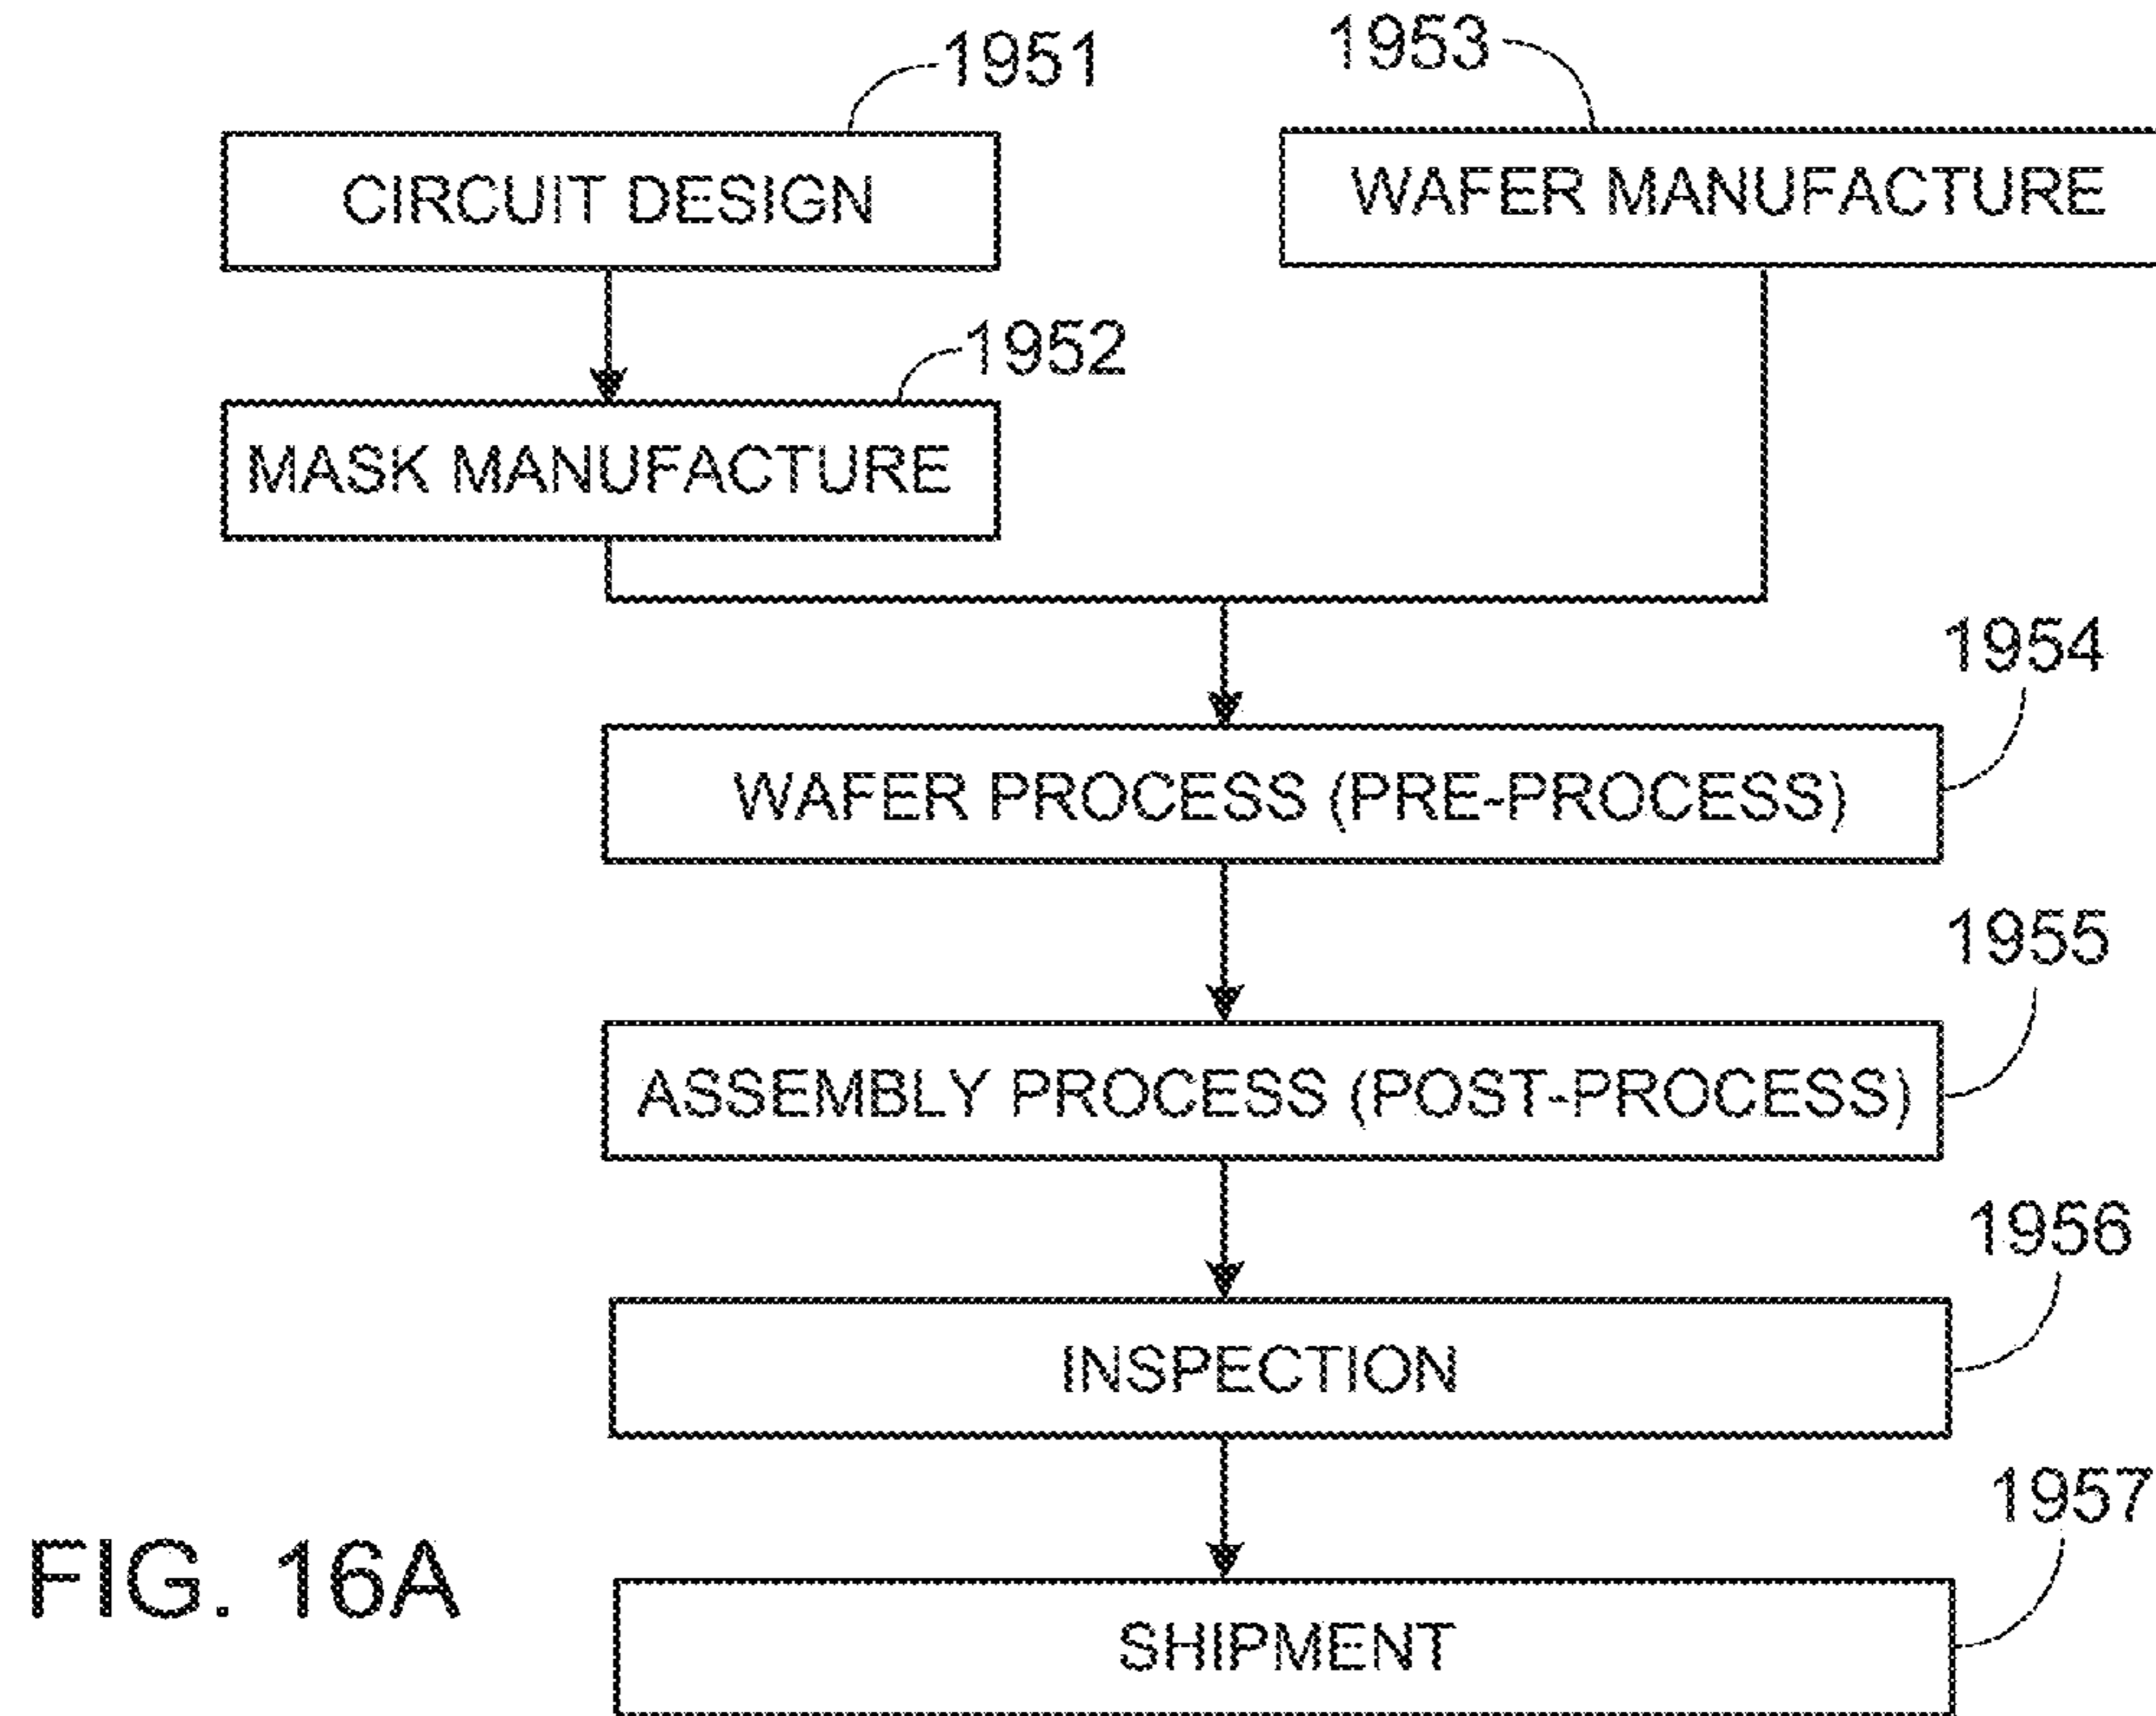 1951
1953
CIRCUIT DESIGN
WAFER MANUFACTURE
1952
MASK MANUFACTURE
1954
WAFER PROCESS (PRE-PROCESS)
1955
ASSEMBLY PROCESS (POST-PROCESS)
1956
INSPECTION
1957
FIG. 16A
SHIPMENT